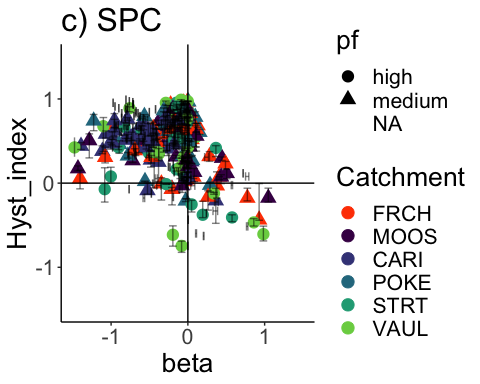 c) SPC
Hyst_index
1
0
-1
-1
0
1
beta
pf
high
medium
NA
Catchment
FRCH
MOOS
CARI
POKE
STRT
VAUL